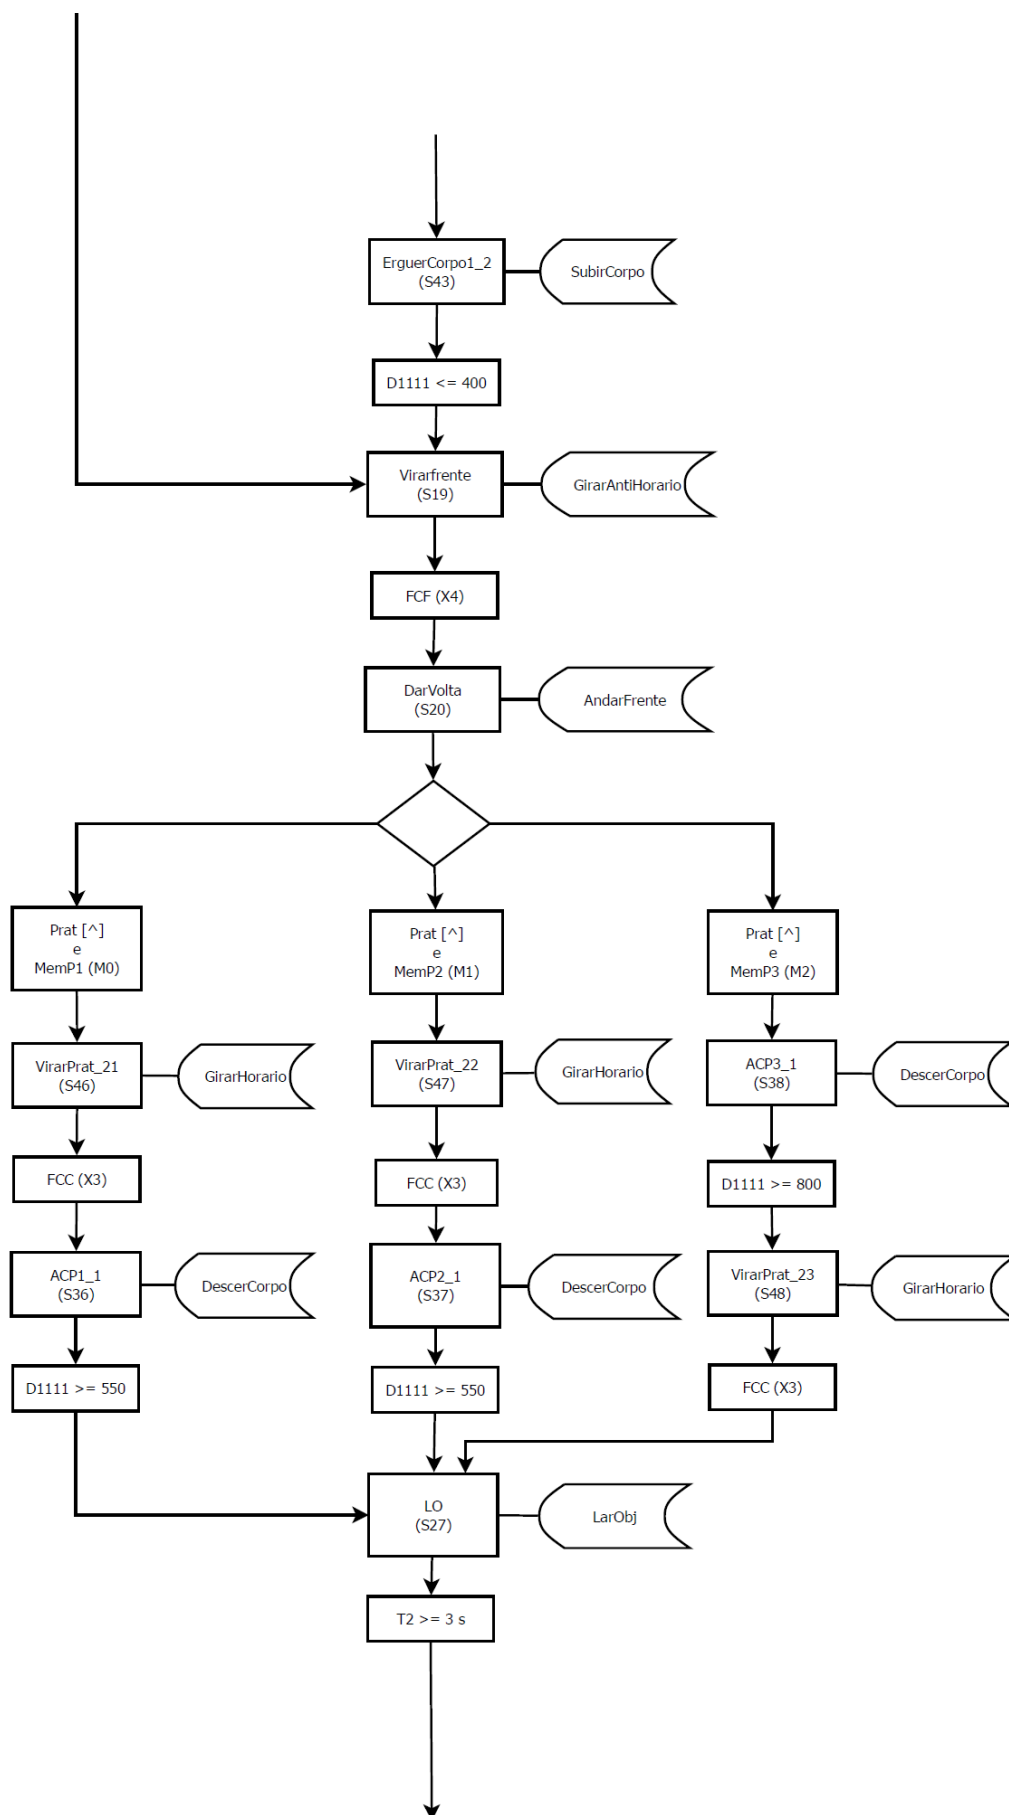 ErguerCorpo1_2
(S43)
SubirCorpo
D1111 <= 400
Virarfrente
(S19)
GirarAntiHorario
FCF (X4)
DarVolta
(S20)
AndarFrente
Prat [^]
e
MemP1 (M0)
Prat [^]
e
MemP2 (M1)
Prat [^]
e
MemP3 (M2)
VirarPrat_21
(S46)
GirarHorario
VirarPrat_22
(S47)
GirarHorario
ACP3_1
(S38)
DescerCorpo
FCC (X3)
FCC (X3)
D1111 >= 800
ACP1_1
(S36)
DescerCorpo
ACP2_1
(S37)
DescerCorpo
VirarPrat_23
(S48)
GirarHorario
D1111 >= 550
D1111 >= 550
FCC (X3)
LO
(S27)
LarObj
T2 >= 3 s